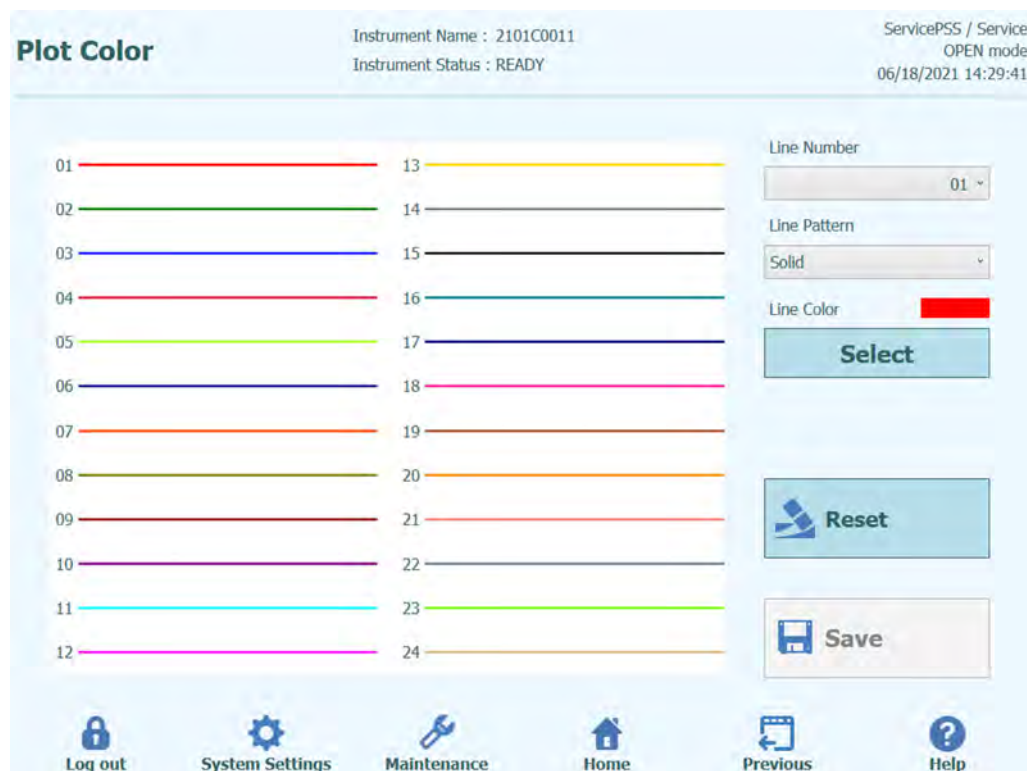 Plot Color
Instrument Name : 2101C0011
Instrument Status : READY
ServicePSS / Service
OPEN mode
06/18/2021 14:29:41
01
02
03
04
05
06
07
08
09
10
11
12
13
14
15
16
17
18
19
20
21
22
23
24
Line Number
01
Line Pattern
Solid
Line Color
Select
Reset
Save
Log out
System Settings
Maintenance
Home
Previous
Help